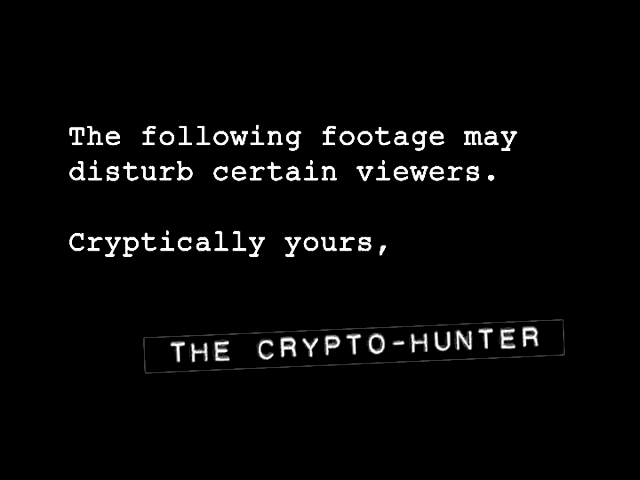 The following footage may
disturb certain viewers.
Cryptically yours,
THE CRYPTO-HUNTER